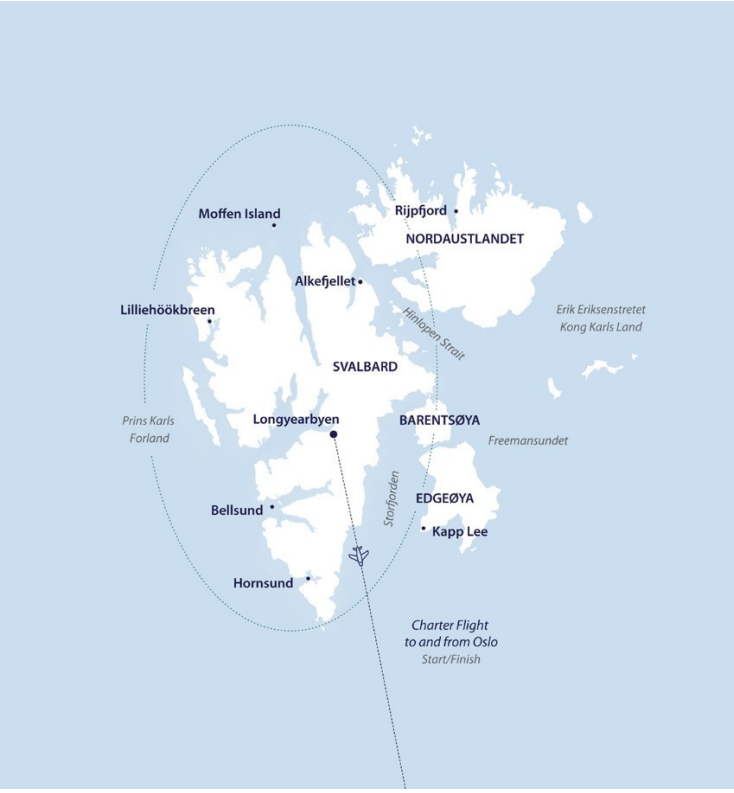 Rijpfjord
Moffen Island
NORDAUSTLANDET
Alkefjellet
Lilliehöökbreen
Erik Eriksenstretet
Kong Karls Land
Hinlopen Strait
SVALBARD
Prins Karls
Forland
Longyearbyen
BARENTSØYA
Freemansundet
Storfjorden
EDGEØYA
Bellsund
Kapp Lee
Hornsund
Charter Flight
to and from Oslo
Start/Finish